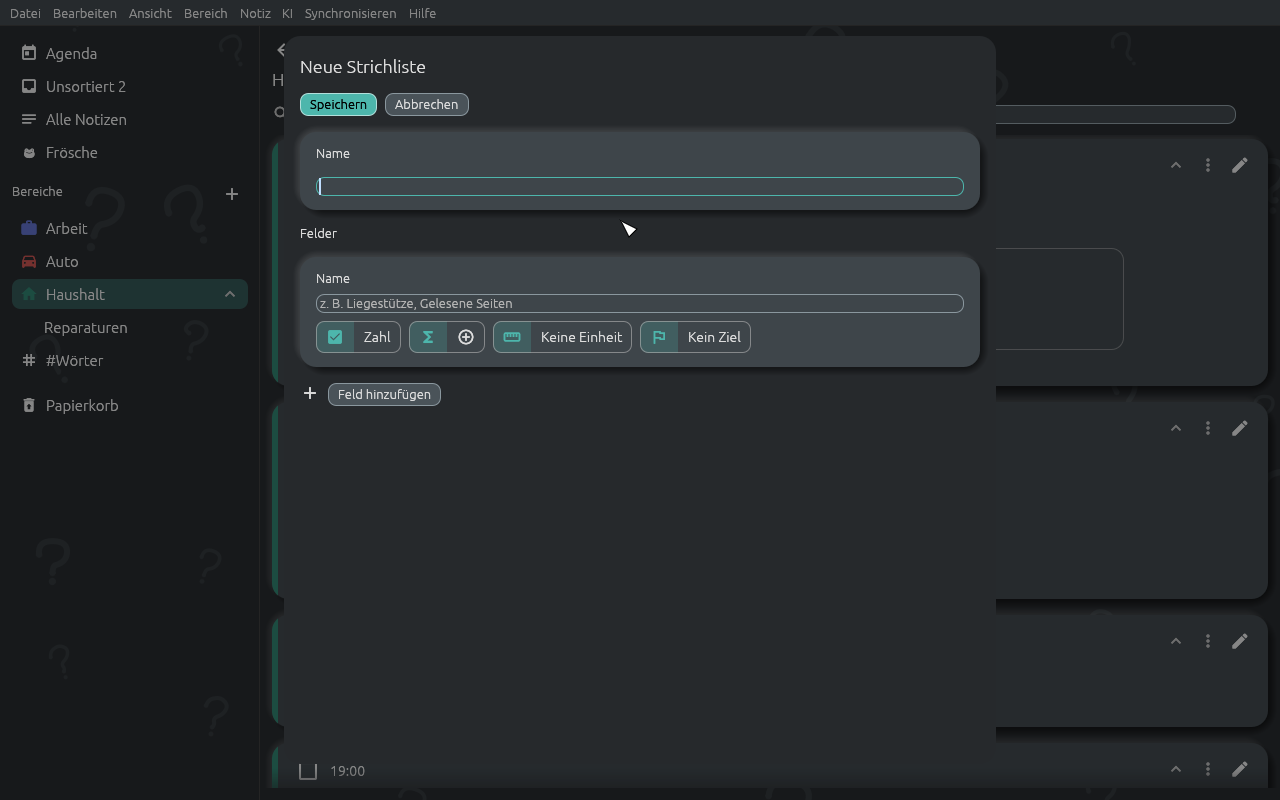 Datei Bearbeiten Ansicht Bereich Notiz KI Synchronisieren Hilfe
Agenda
Unsortiert 2
Alle Notizen
Frösche
Bereiche
Arbeit
Auto
Haushalt
Reparaturen
#Wörter
Papierkorb
H
Neue Strichliste
Speichern Abbrechen
Name
Felder
Name
z. B. Liegestütze, Gelesene Seiten
Zahl Keine Einheit Kein Ziel
Feld hinzufügen
19:00